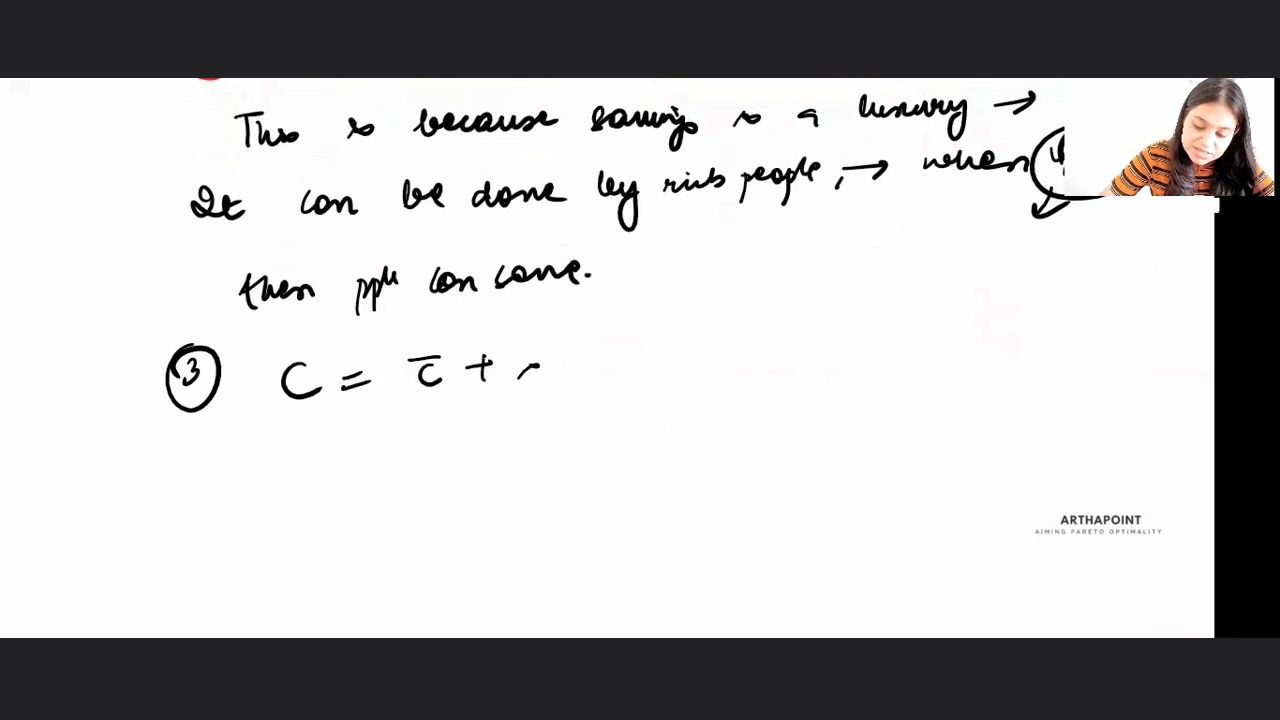 This is because savings is a luxury →
It can be done by rich people, → when
then ppl can save.
③ C = c̅ +
ARTHAPOINT
AIMING PARETO OPTIMALITY